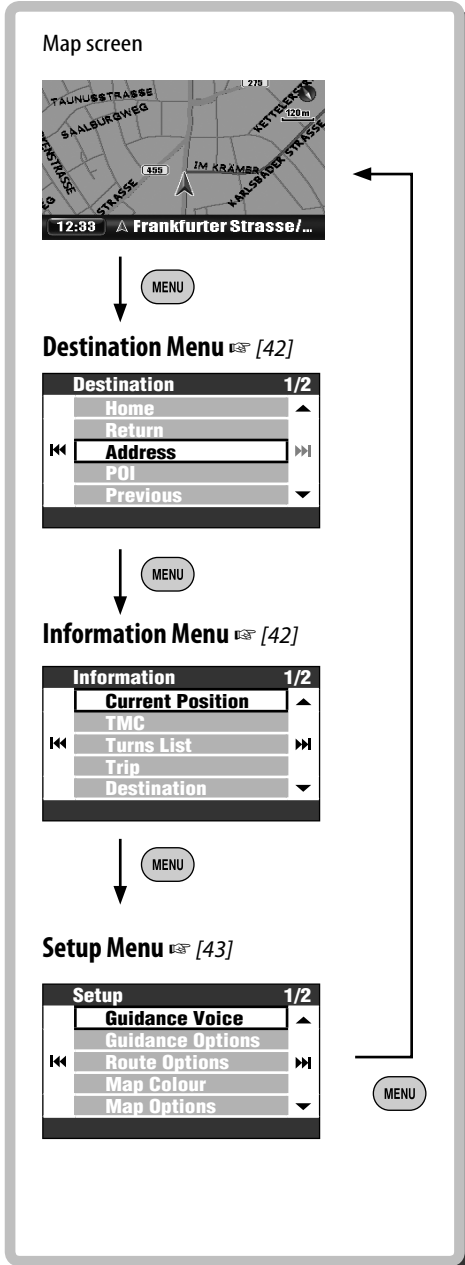 Map screen
275
TAUNUSSTRASSE
SAALBURGWEG
KETTELERSTR
120m
455
IM KRÄMER
KARLSBADER STRASSE
STRASSE
12:33 Frankfurter Strasse/...
MENU
Destination Menu ☞ [42]
Destination 1/2
Home
Return
Address
POI
Previous
MENU
Information Menu ☞ [42]
Information 1/2
Current Position
TMC
Turns List
Trip
Destination
MENU
Setup Menu ☞ [43]
Setup 1/2
Guidance Voice
Guidance Options
Route Options
Map Colour
Map Options
MENU